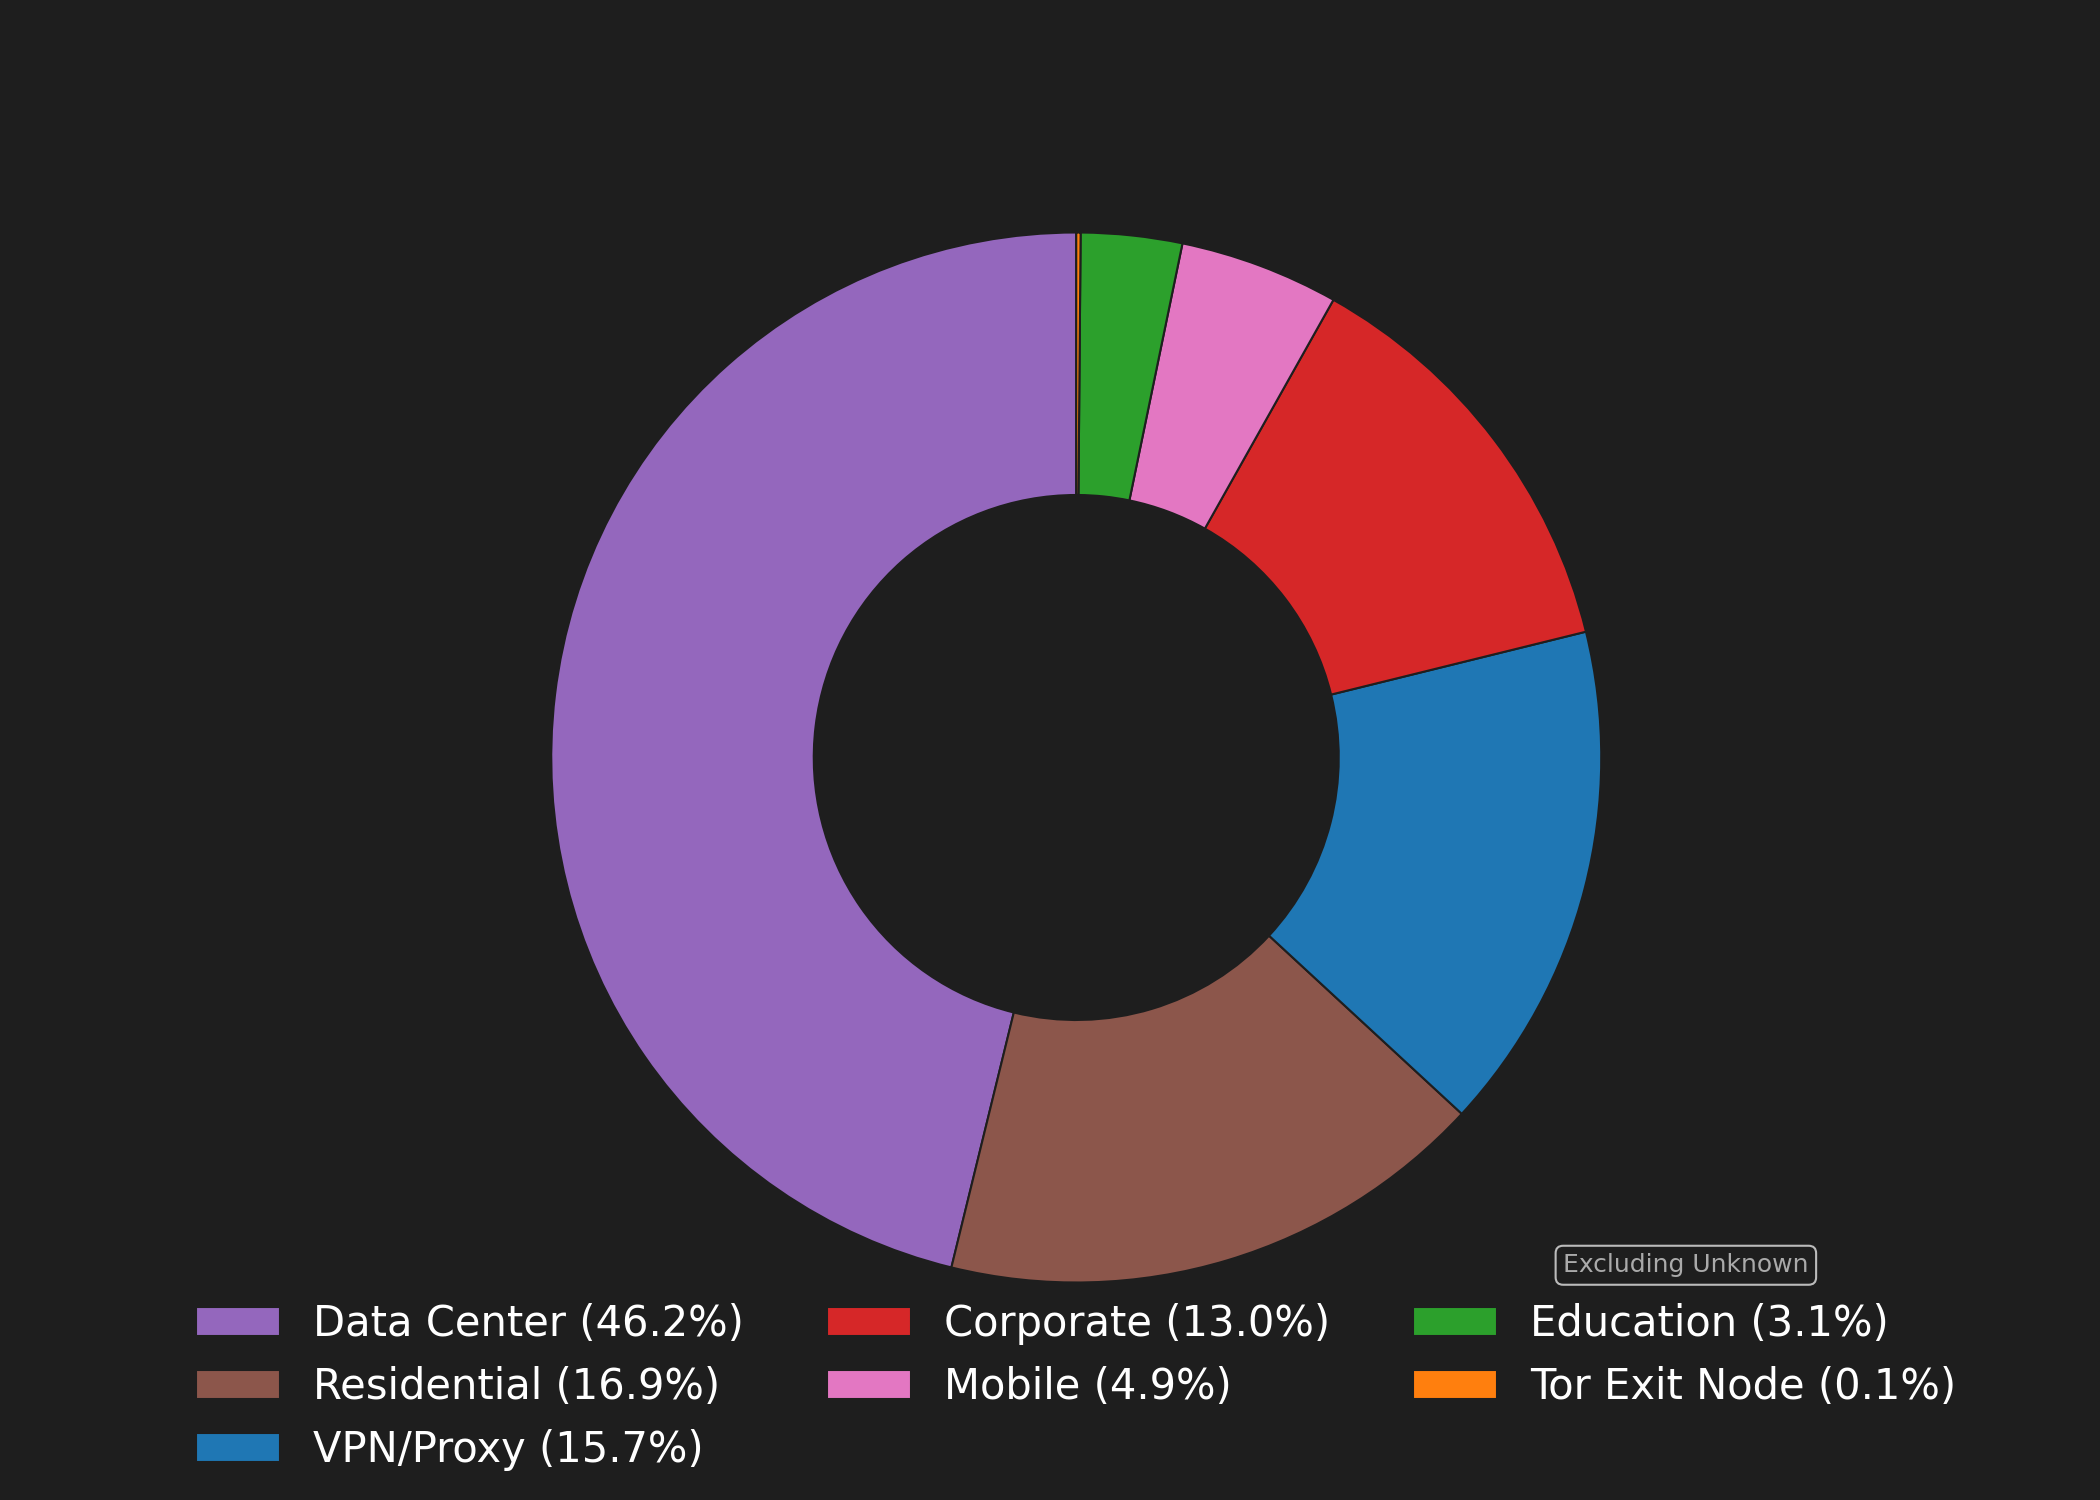 Excluding Unknown
Data Center (46.2%)
Residential (16.9%)
VPN/Proxy (15.7%)
Corporate (13.0%)
Mobile (4.9%)
Education (3.1%)
Tor Exit Node (0.1%)